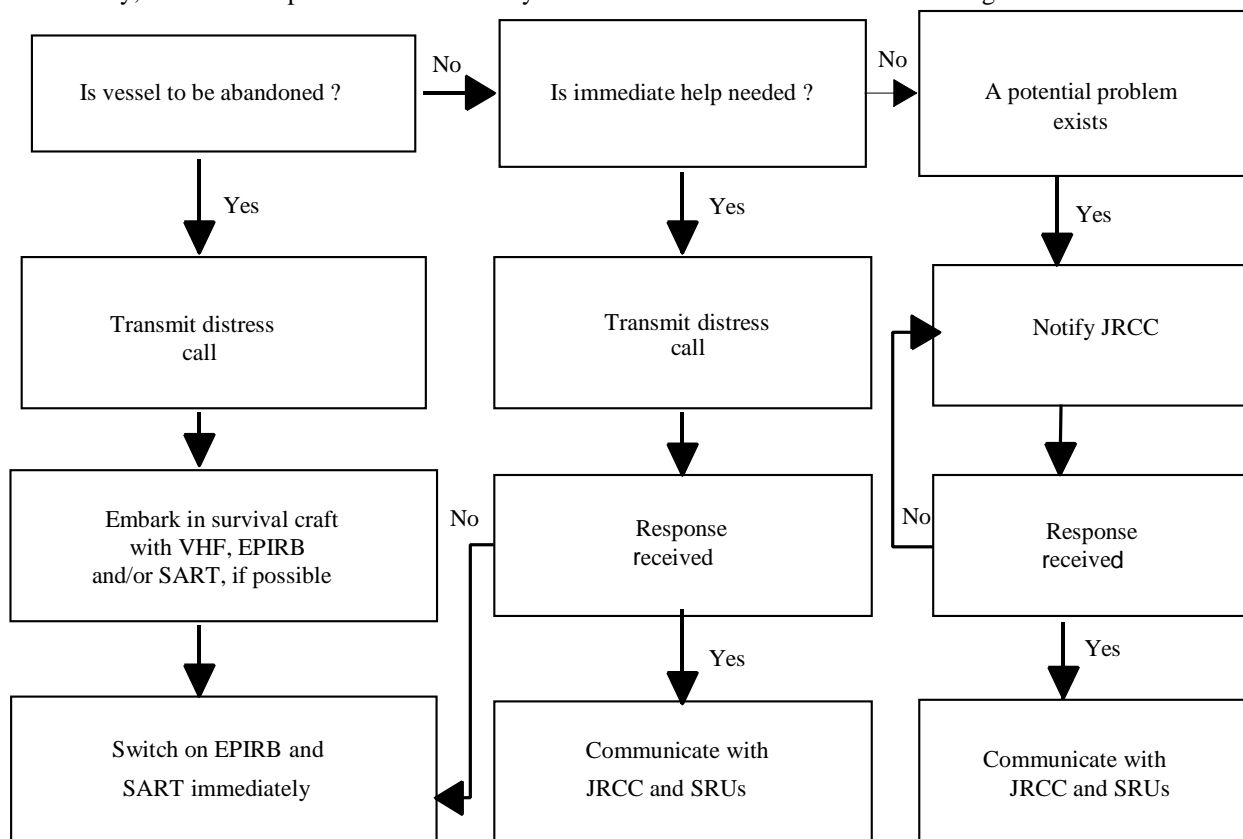 No
No
Is vessel to be abandoned ?
Is immediate help needed ?
A potential problem
exists
Yes
Yes
Yes
Transmit distress
call
Transmit distress
call
Notify JRCC
Embark in survival craft
with VHF, EPIRB
and/or SART, if possible
No
Response
received
No
Response
received
Yes
Yes
Switch on EPIRB and
SART immediately
Communicate with
JRCC and SRUs
Communicate with
JRCC and SRUs